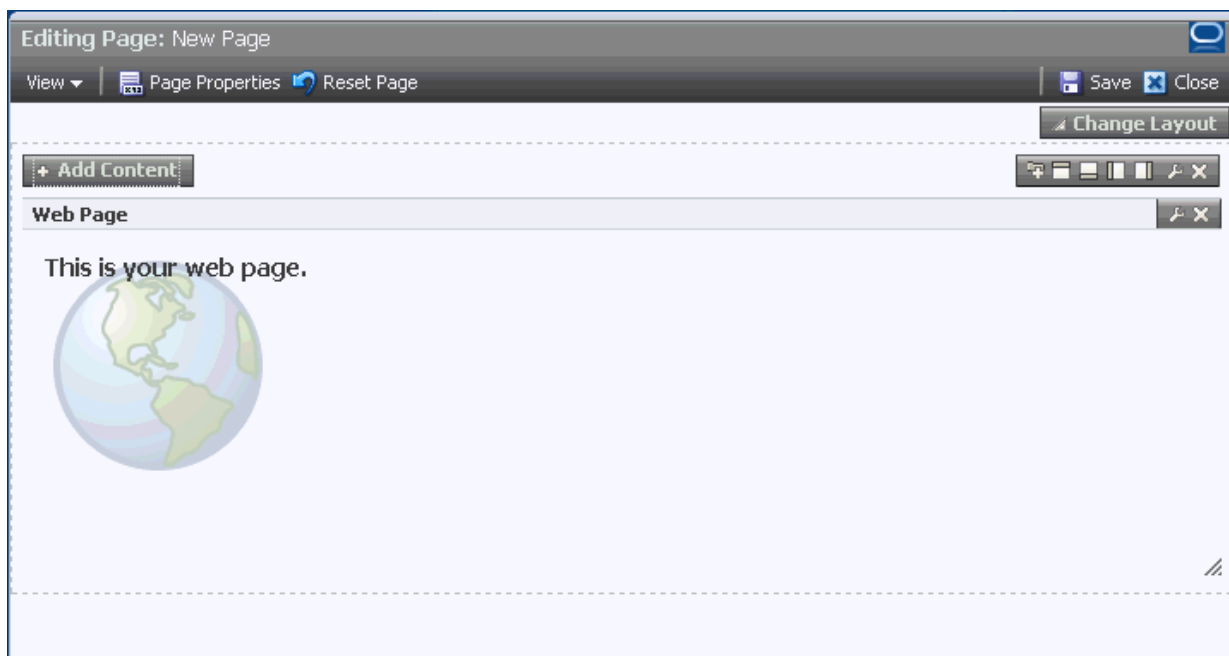 Editing Page: New Page
View Page Properties Reset Page Save Close
Change Layout
+ Add Content
Web Page
This is your web page.